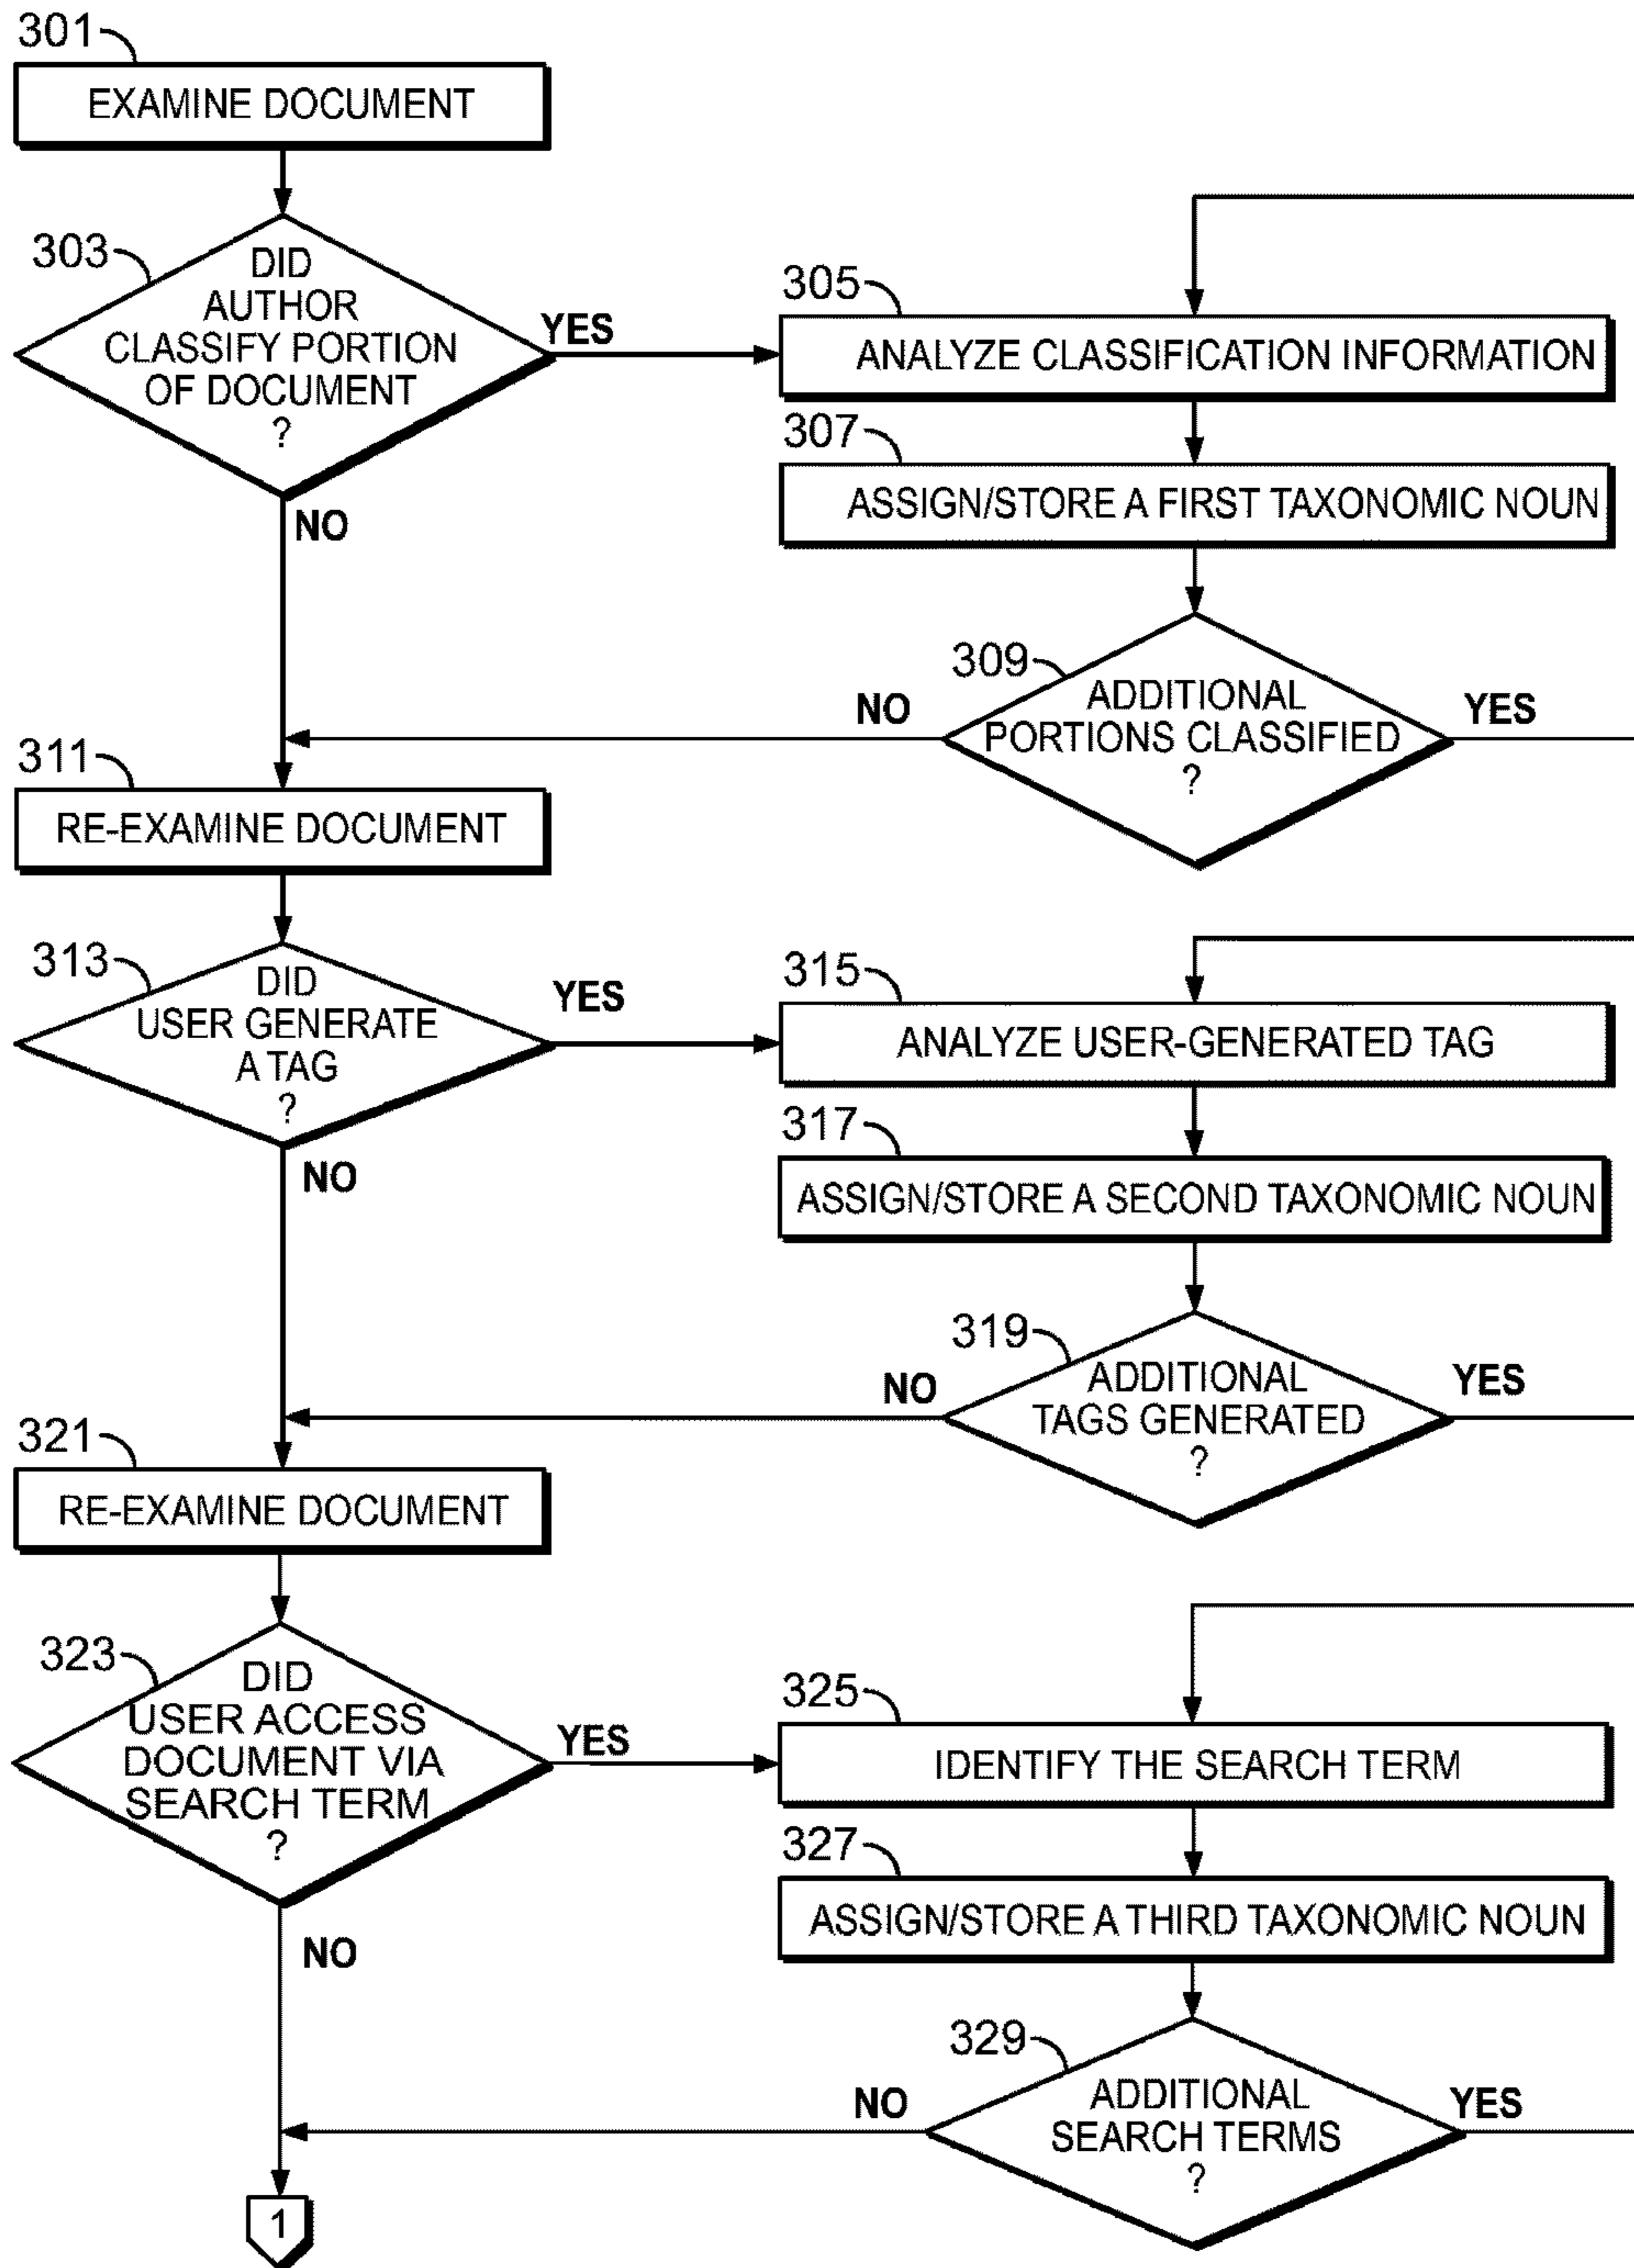 301
EXAMINE DOCUMENT
303
DID
AUTHOR
CLASSIFY PORTION
OF DOCUMENT
?
YES
NO
305
ANALYZE CLASSIFICATION INFORMATION
307
ASSIGN/STORE A FIRST TAXONOMIC NOUN
309
ADDITIONAL
PORTIONS CLASSIFIED
?
NO
YES
311
RE-EXAMINE DOCUMENT
313
DID
USER GENERATE
A TAG
?
YES
NO
315
ANALYZE USER-GENERATED TAG
317
ASSIGN/STORE A SECOND TAXONOMIC NOUN
319
ADDITIONAL
TAGS GENERATED
?
NO
YES
321
RE-EXAMINE DOCUMENT
323
DID
USER ACCESS
DOCUMENT VIA
SEARCH TERM
?
YES
NO
325
IDENTIFY THE SEARCH TERM
327
ASSIGN/STORE A THIRD TAXONOMIC NOUN
329
ADDITIONAL
SEARCH TERMS
?
NO
YES
1